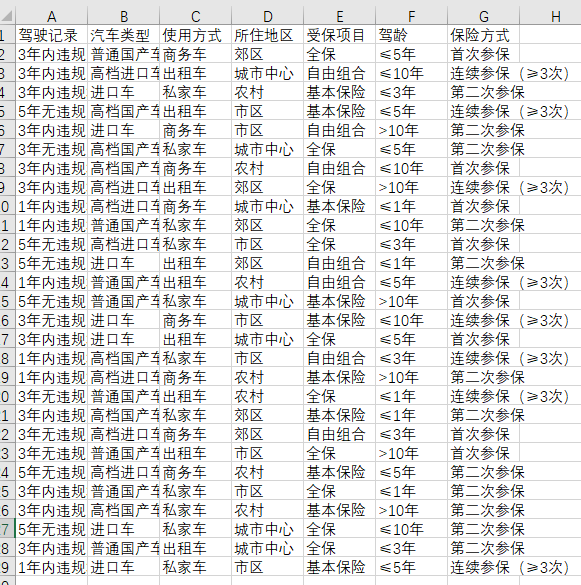 A B C D E F G H
1 驾驶记录 汽车类型 使用方式 所住地区 受保项目 驾龄 保险方式
2 3年内违规 普通国产车 商务车 郊区 全保 ≤5年 首次参保
3 3年内违规 高档进口车 出租车 城市中心 自由组合 ≤10年 连续参保（≥3次）
4 3年内违规 进口车 私家车 农村 基本保险 ≤3年 第二次参保
5 5年无违规 高档国产车 出租车 市区 基本保险 ≤5年 连续参保（≥3次）
6 3年内违规 进口车 商务车 市区 自由组合 >10年 第二次参保
7 3年无违规 高档国产车 私家车 城市中心 全保 ≤5年 第二次参保
8 3年内违规 高档国产车 商务车 农村 自由组合 ≤10年 首次参保
9 3年内违规 高档进口车 出租车 郊区 全保 >10年 连续参保（≥3次）
0 1年内违规 高档进口车 商务车 城市中心 基本保险 ≤1年 首次参保
1 1年内违规 普通国产车 私家车 郊区 全保 ≤10年 第二次参保
2 5年无违规 高档进口车 私家车 市区 全保 ≤3年 首次参保
3 5年无违规 进口车 出租车 郊区 自由组合 ≤1年 第二次参保
4 1年内违规 普通国产车 出租车 农村 自由组合 ≤5年 连续参保（≥3次）
5 5年无违规 普通国产车 私家车 城市中心 基本保险 >10年 首次参保
6 3年无违规 进口车 商务车 市区 基本保险 ≤10年 连续参保（≥3次）
7 3年内违规 进口车 出租车 城市中心 全保 ≤5年 首次参保
8 1年内违规 高档国产车 私家车 市区 自由组合 ≤3年 连续参保（≥3次）
9 1年内违规 高档进口车 商务车 农村 基本保险 >10年 第二次参保
20 3年无违规 普通国产车 出租车 农村 全保 ≤1年 连续参保（≥3次）
21 3年内违规 高档国产车 私家车 郊区 基本保险 ≤1年 第二次参保
22 3年无违规 高档进口车 商务车 郊区 自由组合 ≤3年 首次参保
23 3年无违规 普通国产车 出租车 市区 全保 >10年 首次参保
24 5年无违规 高档进口车 商务车 农村 基本保险 ≤5年 第二次参保
25 3年内违规 普通国产车 私家车 市区 全保 ≤1年 第二次参保
26 3年内违规 高档国产车 私家车 农村 基本保险 >10年 第二次参保
27 5年无违规 进口车 私家车 城市中心 全保 ≤10年 第二次参保
28 3年内违规 普通国产车 出租车 城市中心 全保 ≤3年 第二次参保
29 1年内违规 进口车 私家车 市区 基本保险 ≤5年 连续参保（≥3次）